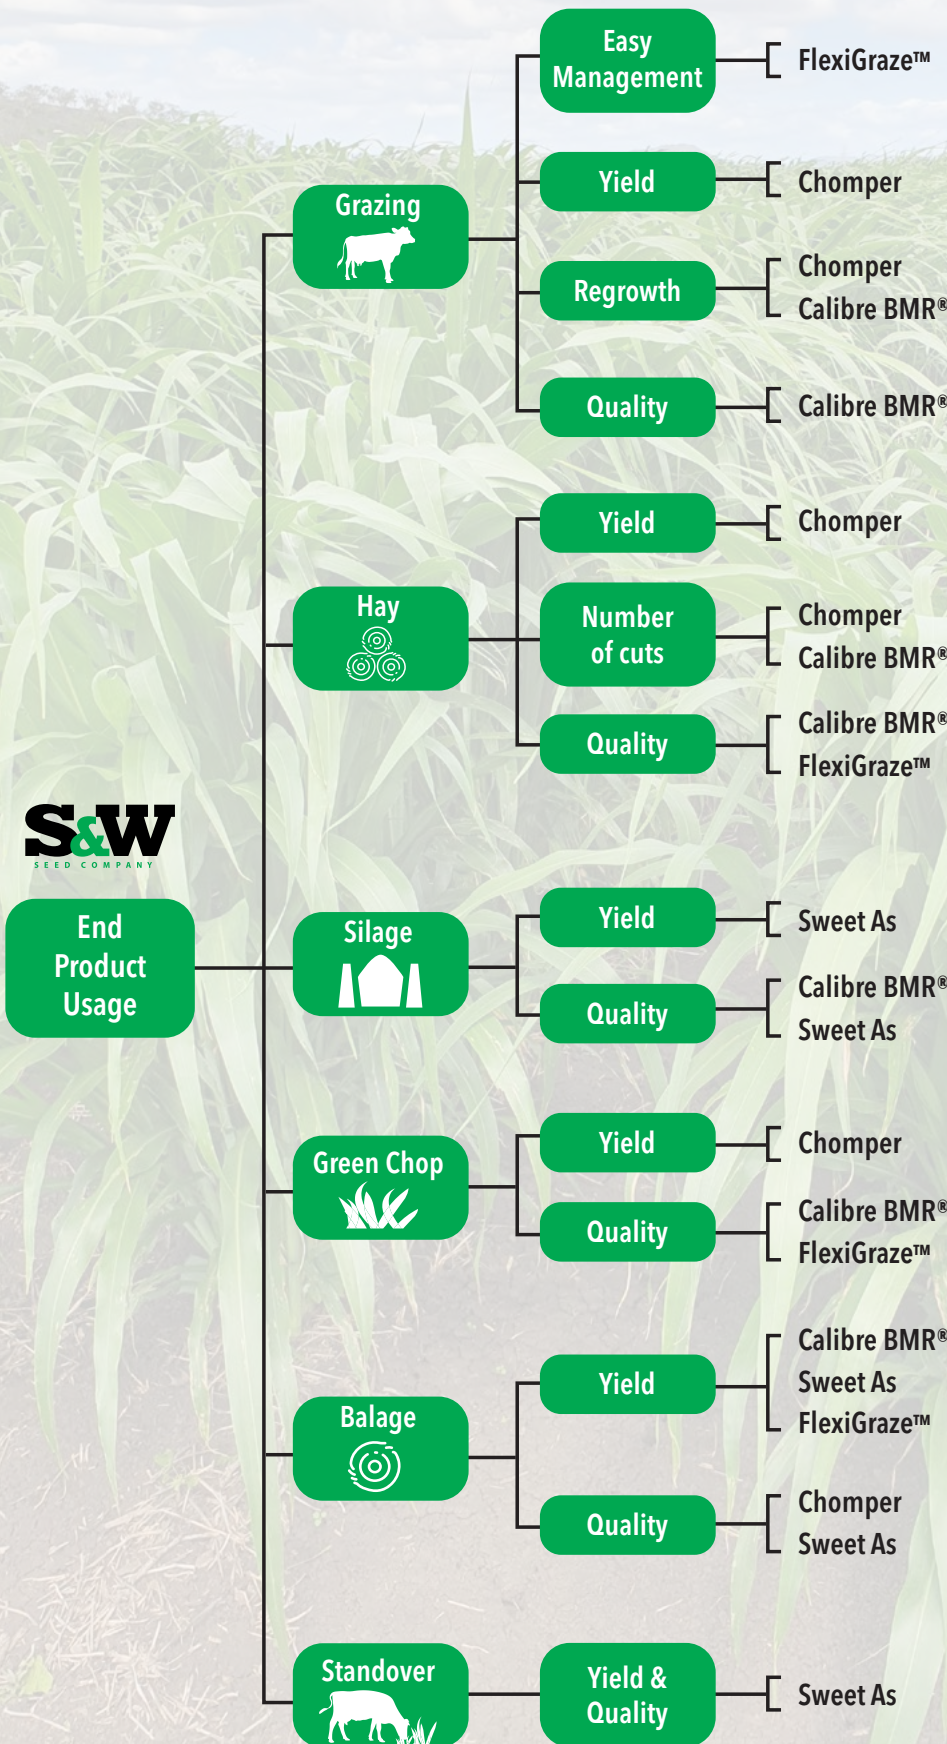 Easy
Management
FlexiGraze™
Yield
Chomper
Grazing
Regrowth
Chomper
Calibre BMR®
Quality
Calibre BMR®
Yield
Chomper
Hay
Number
of cuts
Chomper
Calibre BMR®
Quality
Calibre BMR®
FlexiGraze™
S&W
SEED COMPANY
End
Product
Usage
Silage
Yield
Sweet As
Quality
Calibre BMR®
Sweet As
Green Chop
Yield
Chomper
Quality
Calibre BMR®
FlexiGraze™
Balage
Yield
Calibre BMR®
Sweet As
FlexiGraze™
Quality
Chomper
Sweet As
Standover
Yield &
Quality
Sweet As